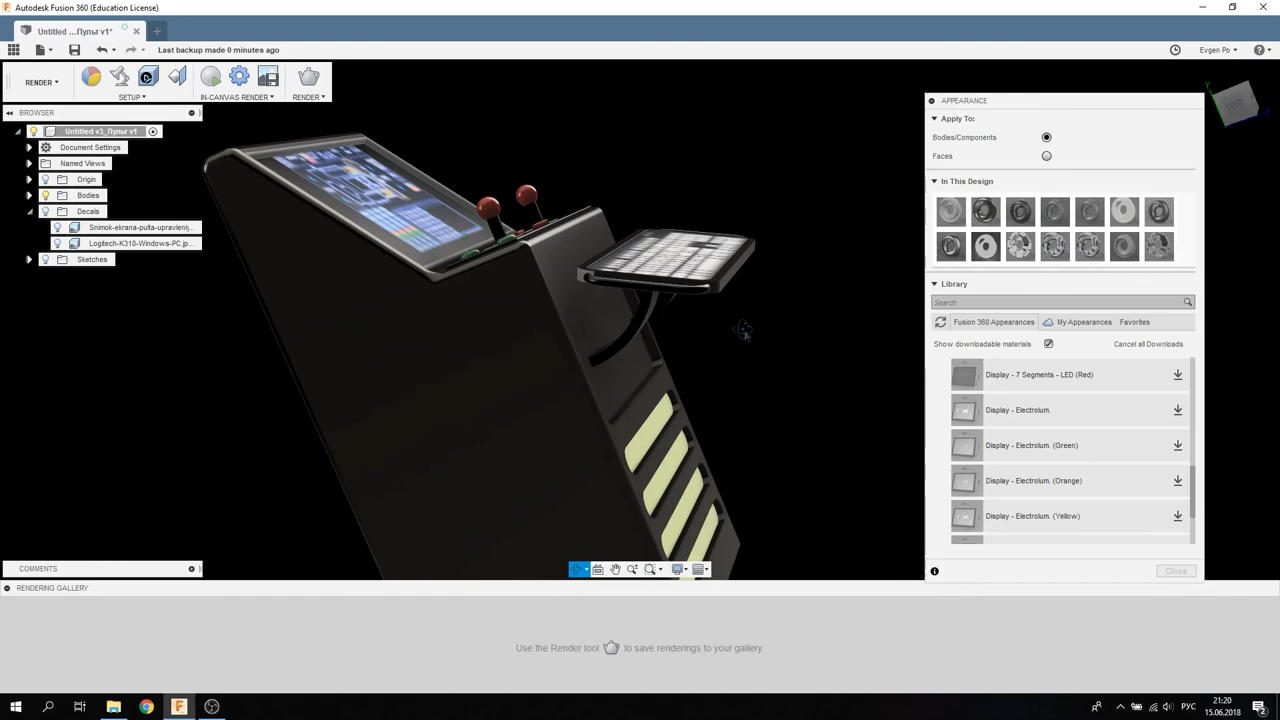 Autodesk Fusion 360 (Education License)
Untitled ...Пульт v1*
Last backup made 0 minutes ago
Evgen Po
RENDER
SETUP
IN-CANVAS RENDER
RENDER
BROWSER
Untitled v3_Пульт v1
Document Settings
Named Views
Origin
Bodies
Decals
Snimok-ekrana-pulta-upravleniy...
Logitech-K310-Windows-PC.jp...
Sketches
COMMENTS
APPEARANCE
Apply To:
Bodies/Components
Faces
In This Design
Library
Search
Fusion 360 Appearances
My Appearances
Favorites
Show downloadable materials
Cancel all Downloads
Display - 7 Segments - LED (Red)
Display - Electrolum.
Display - Electrolum. (Green)
Display - Electrolum. (Orange)
Display - Electrolum. (Yellow)
Close
RENDERING GALLERY
Use the Render tool to save renderings to your gallery.
РУС
21:20
15.06.2018
2